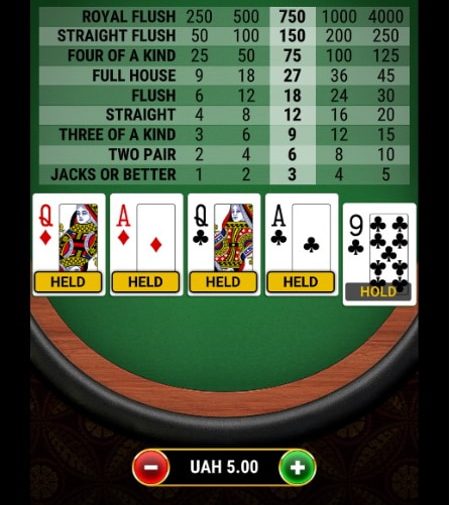 ROYAL FLUSH 250 500 750 1000 4000
STRAIGHT FLUSH 50 100 150 200 250
FOUR OF A KIND 25 50 75 100 125
FULL HOUSE 9 18 27 36 45
FLUSH 6 12 18 24 30
STRAIGHT 4 8 12 16 20
THREE OF A KIND 3 6 9 12 15
TWO PAIR 2 4 6 8 10
JACKS OR BETTER 1 2 3 4 5
Q A Q A 9
HELD HELD HELD HELD HOLD
- UAH 5.00 +